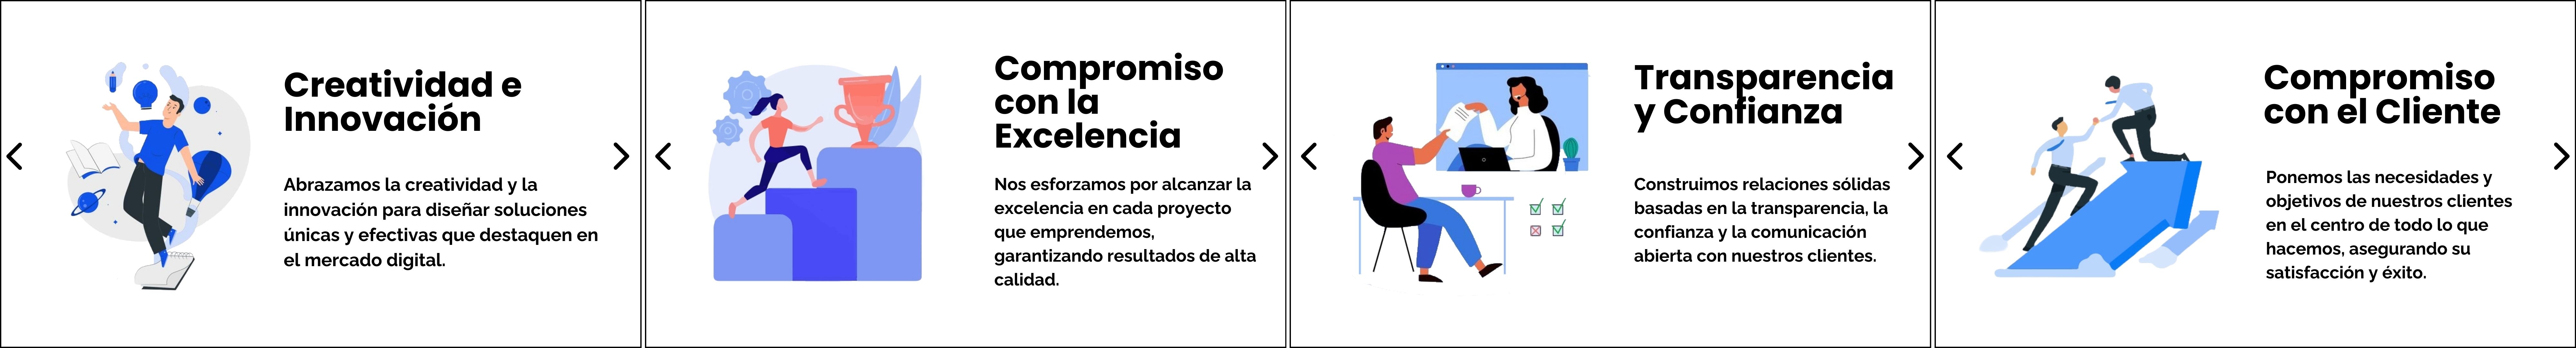 Creatividad e
Innovación
Abrazamos la creatividad y la
innovación para diseñar soluciones
únicas y efectivas que destaquen en
el mercado digital.
Compromiso
con la
Excelencia
Nos esforzamos por alcanzar la
excelencia en cada proyecto
que emprendemos,
garantizando resultados de alta
calidad.
Transparencia
y Confianza
Construimos relaciones sólidas
basadas en la transparencia, la
confianza y la comunicación
abierta con nuestros clientes.
Compromiso
con el Cliente
Ponemos las necesidades y
objetivos de nuestros clientes
en el centro de todo lo que
hacemos, asegurando su
satisfacción y éxito.